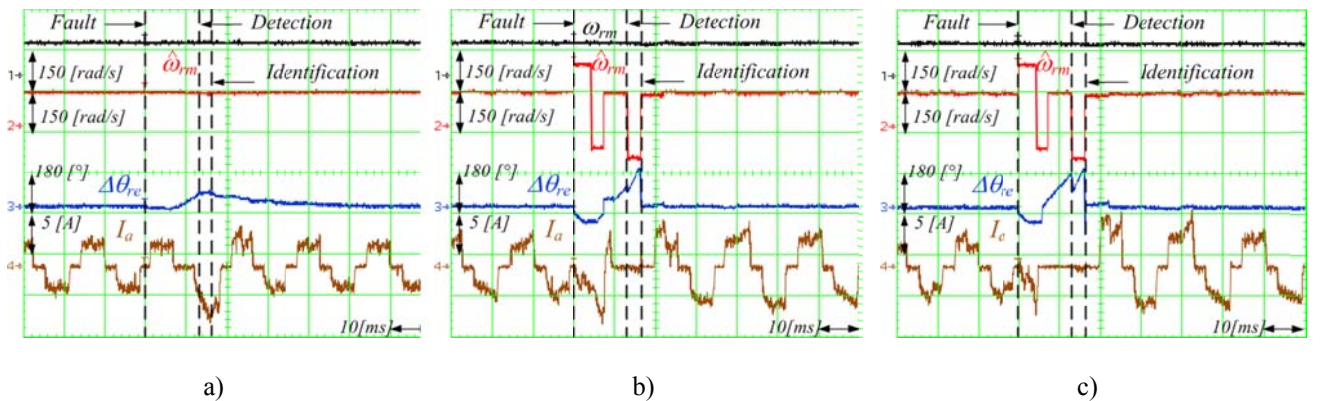 Fault Detection
ω̂rm
1 150 [rad/s] Identification
150 [rad/s]
2
180 [°]
Δθre
3
5 [A] Ia
4
10[ms]
a)
Fault Detection
ωrm
ω̂rm
1 150 [rad/s] Identification
150 [rad/s]
2
180 [°]
Δθre
3
5 [A] Ia
4
10[ms]
b)
Fault Detection
ω̂rm
1 150 [rad/s] Identification
150 [rad/s]
2
180 [°]
Δθre
3
5 [A] Ic
4
10[ms]
c)